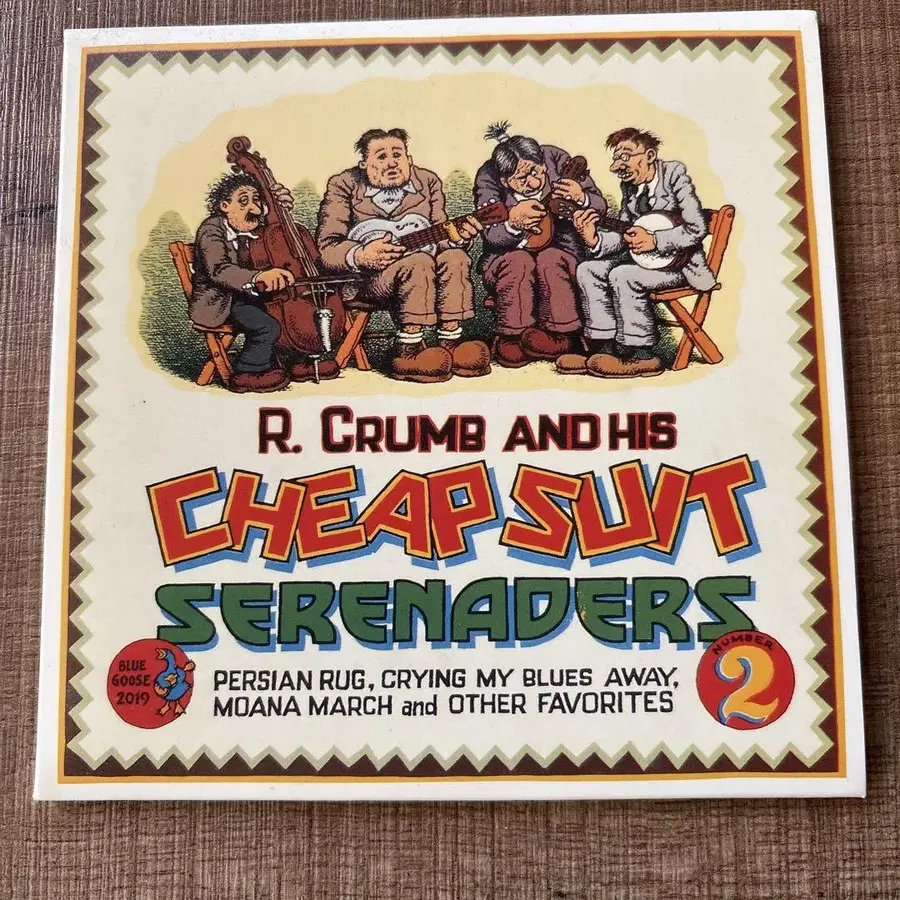 R. CRUMB AND HIS
CHEAP SUIT
SERENADERS
BLUE
GOOSE
2019
PERSIAN RUG, CRYING MY BLUES AWAY,
MOANA MARCH and OTHER FAVORITES
NUMBER
2